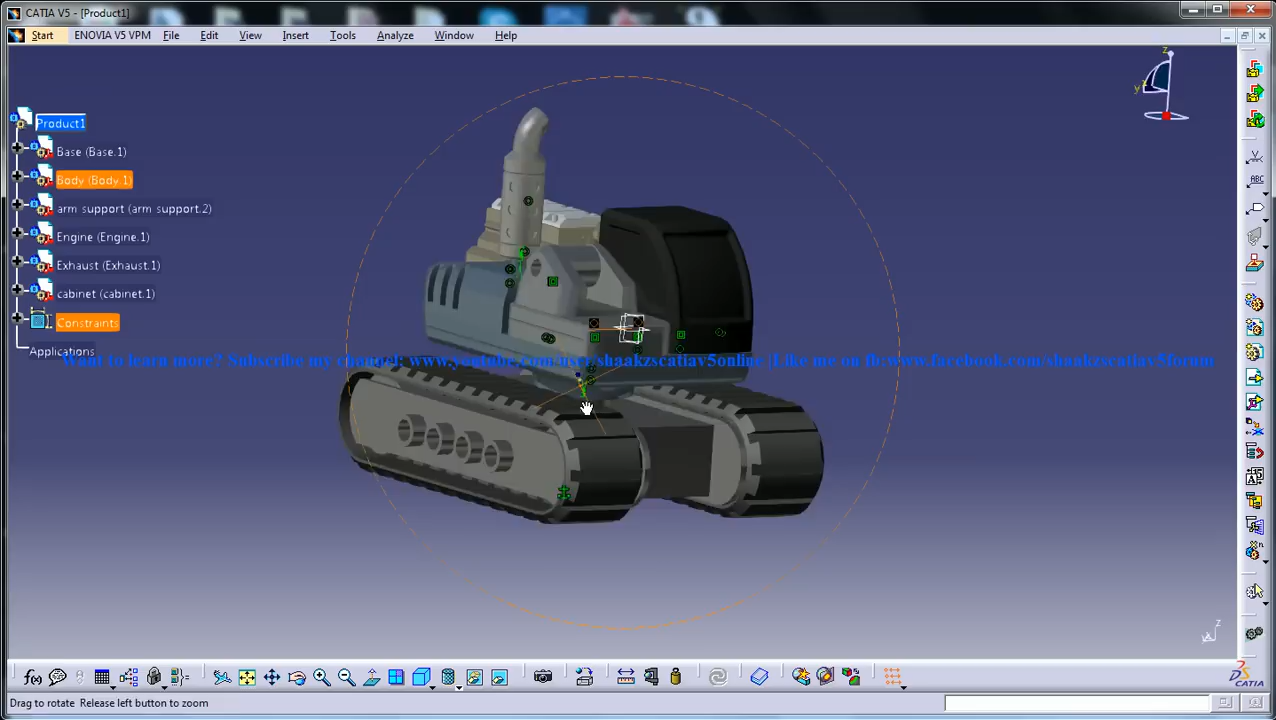 CATIA V5 - [Product1]
Start ENOVIA V5 VPM File Edit View Insert Tools Analyze Window Help
z
y
Product1
Base (Base.1)
Body (Body.1)
arm support (arm support.2)
Engine (Engine.1)
Exhaust (Exhaust.1)
cabinet (cabinet.1)
Constraints
Applications
Want to learn more? Subscribe my channel: www.youtube.com/user/shaakzscatiav5online |Like me on fb:www.facebook.com/shaakzscatiav5forum
ABC
z
f(x)
CATIA
Drag to rotate Release left button to zoom